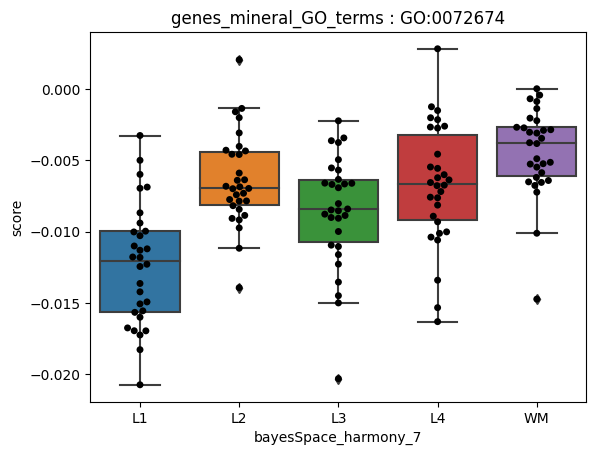 genes_mineral_GO_terms : GO:0072674
0.000
−0.005
−0.010
−0.015
−0.020
score
L1 L2 L3 L4 WM
bayesSpace_harmony_7